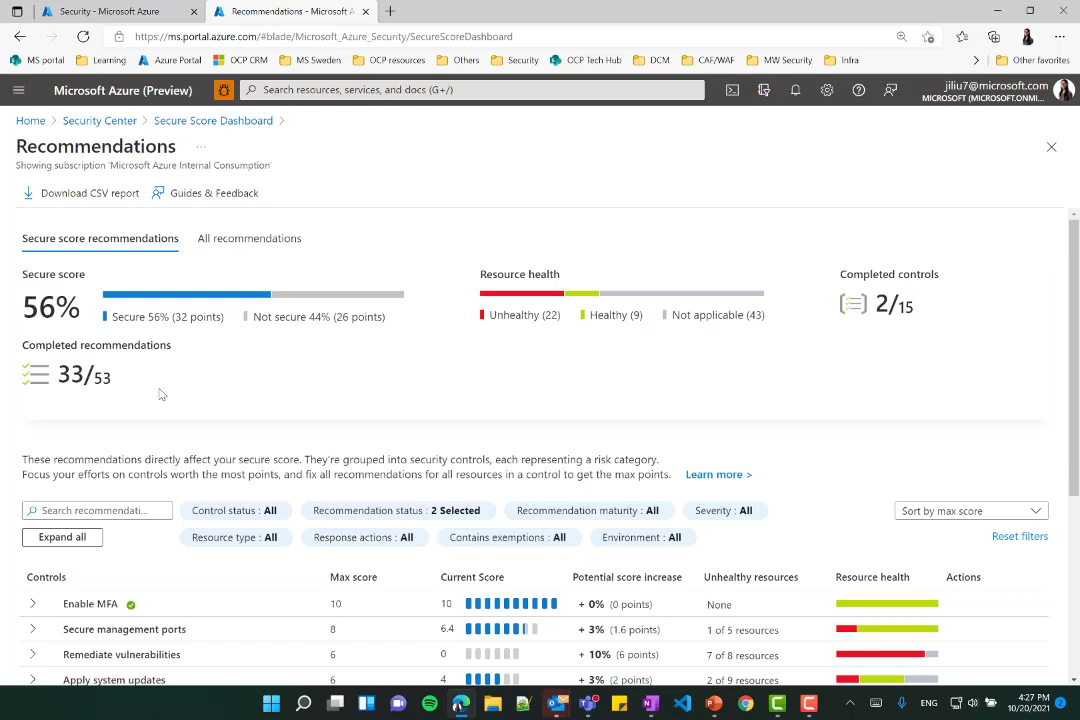 Security - Microsoft Azure
Recommendations - Microsoft A
https://ms.portal.azure.com/#blade/Microsoft_Azure_Security/SecureScoreDashboard
MS portal
Learning
Azure Portal
OCP CRM
MS Sweden
OCP resources
Others
Security
OCP Tech Hub
DCM
CAF/WAF
MW Security
Infra
Other favorites
Microsoft Azure (Preview)
Search resources, services, and docs (G+/)
jiliu7@microsoft.com
MICROSOFT (MICROSOFT.ONMI...
Home > Security Center > Secure Score Dashboard >
Recommendations ...
Showing subscription 'Microsoft Azure Internal Consumption'
Download CSV report
Guides & Feedback
Secure score recommendations
All recommendations
Secure score
56%
Secure 56% (32 points)
Not secure 44% (26 points)
Resource health
Unhealthy (22)
Healthy (9)
Not applicable (43)
Completed controls
2/15
Completed recommendations
33/53
These recommendations directly affect your secure score. They're grouped into security controls, each representing a risk category.
Focus your efforts on controls worth the most points, and fix all recommendations for all resources in a control to get the max points.
Learn more >
Search recommendati...
Control status : All
Recommendation status : 2 Selected
Recommendation maturity : All
Severity : All
Sort by max score
Expand all
Resource type : All
Response actions : All
Contains exemptions : All
Environment : All
Reset filters
Controls
Max score
Current Score
Potential score increase
Unhealthy resources
Resource health
Actions
Enable MFA 10 10 + 0% (0 points) None
Secure management ports 8 6.4 + 3% (1.6 points) 1 of 5 resources
Remediate vulnerabilities 6 0 + 10% (6 points) 7 of 8 resources
Apply system updates 6 4 + 3% (2 points) 2 of 9 resources
ENG
4:27 PM
10/20/2021
2